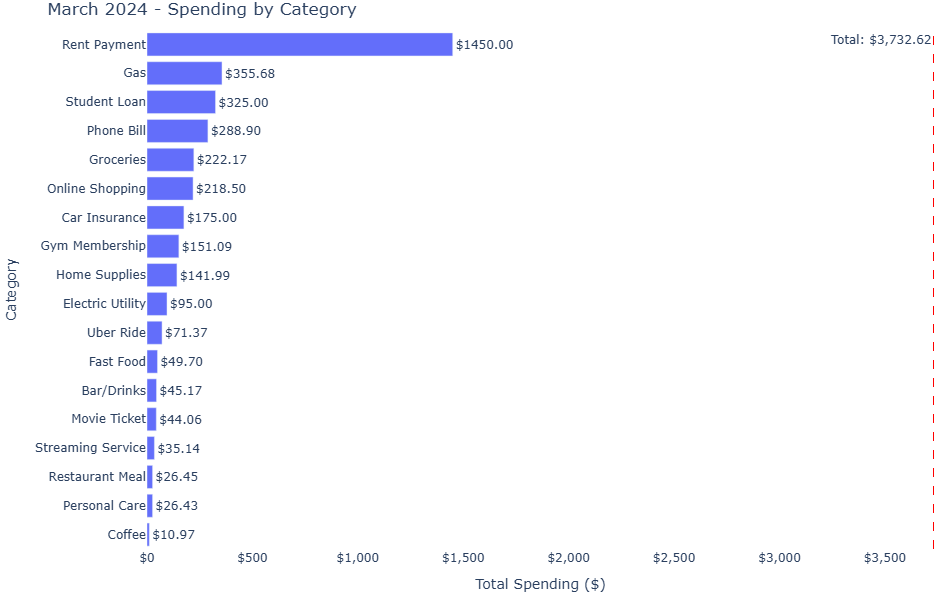 March 2024 - Spending by Category
Total: $3,732.62
Rent Payment $1450.00
Gas $355.68
Student Loan $325.00
Phone Bill $288.90
Groceries $222.17
Online Shopping $218.50
Car Insurance $175.00
Gym Membership $151.09
Home Supplies $141.99
Electric Utility $95.00
Uber Ride $71.37
Fast Food $49.70
Bar/Drinks $45.17
Movie Ticket $44.06
Streaming Service $35.14
Restaurant Meal $26.45
Personal Care $26.43
Coffee $10.97
Category
$0 $500 $1,000 $1,500 $2,000 $2,500 $3,000 $3,500
Total Spending ($)